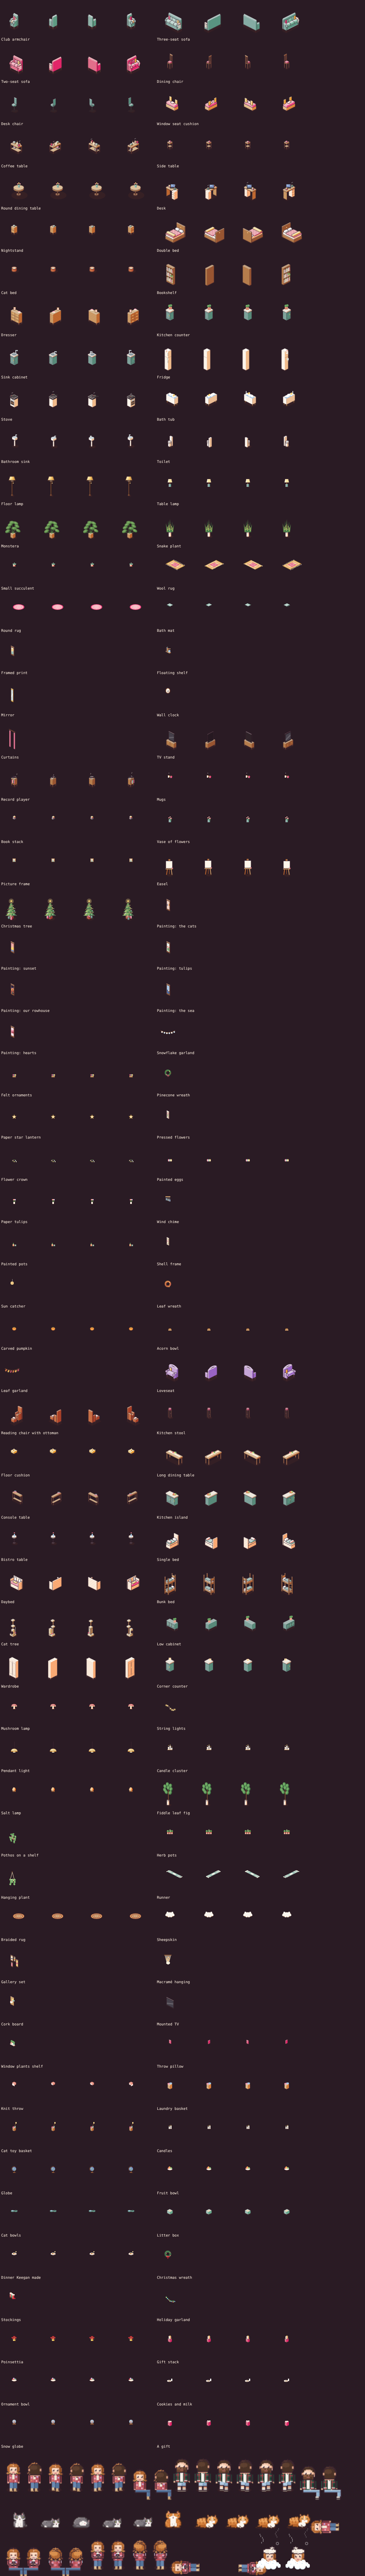 Club armchair
Three-seat sofa
Two-seat sofa
Dining chair
Desk chair
Window seat cushion
Coffee table
Side table
Round dining table
Desk
Nightstand
Double bed
Cat bed
Bookshelf
Dresser
Kitchen counter
Sink cabinet
Fridge
Stove
Bath tub
Bathroom sink
Toilet
Floor lamp
Table lamp
Monstera
Snake plant
Small succulent
Wool rug
Round rug
Bath mat
Framed print
Floating shelf
Mirror
Wall clock
Curtains
TV stand
Record player
Mugs
Book stack
Vase of flowers
Picture frame
Easel
Christmas tree
Painting: the cats
Painting: sunset
Painting: tulips
Painting: our rowhouse
Painting: the sea
Painting: hearts
Snowflake garland
Felt ornaments
Pinecone wreath
Paper star lantern
Pressed flowers
Flower crown
Painted eggs
Paper tulips
Wind chime
Painted pots
Shell frame
Sun catcher
Leaf wreath
Carved pumpkin
Acorn bowl
Leaf garland
Loveseat
Reading chair with ottoman
Kitchen stool
Floor cushion
Long dining table
Console table
Kitchen island
Bistro table
Single bed
Daybed
Bunk bed
Cat tree
Low cabinet
Wardrobe
Corner counter
Mushroom lamp
String lights
Pendant light
Candle cluster
Salt lamp
Fiddle leaf fig
Pothos on a shelf
Herb pots
Hanging plant
Runner
Braided rug
Sheepskin
Gallery set
Macramé hanging
Cork board
Mounted TV
Window plants shelf
Throw pillow
Knit throw
Laundry basket
Cat toy basket
Candles
Globe
Fruit bowl
Cat bowls
Litter box
Dinner Keegan made
Christmas wreath
Stockings
Holiday garland
Poinsettia
Gift stack
Ornament bowl
Cookies and milk
Snow globe
A gift